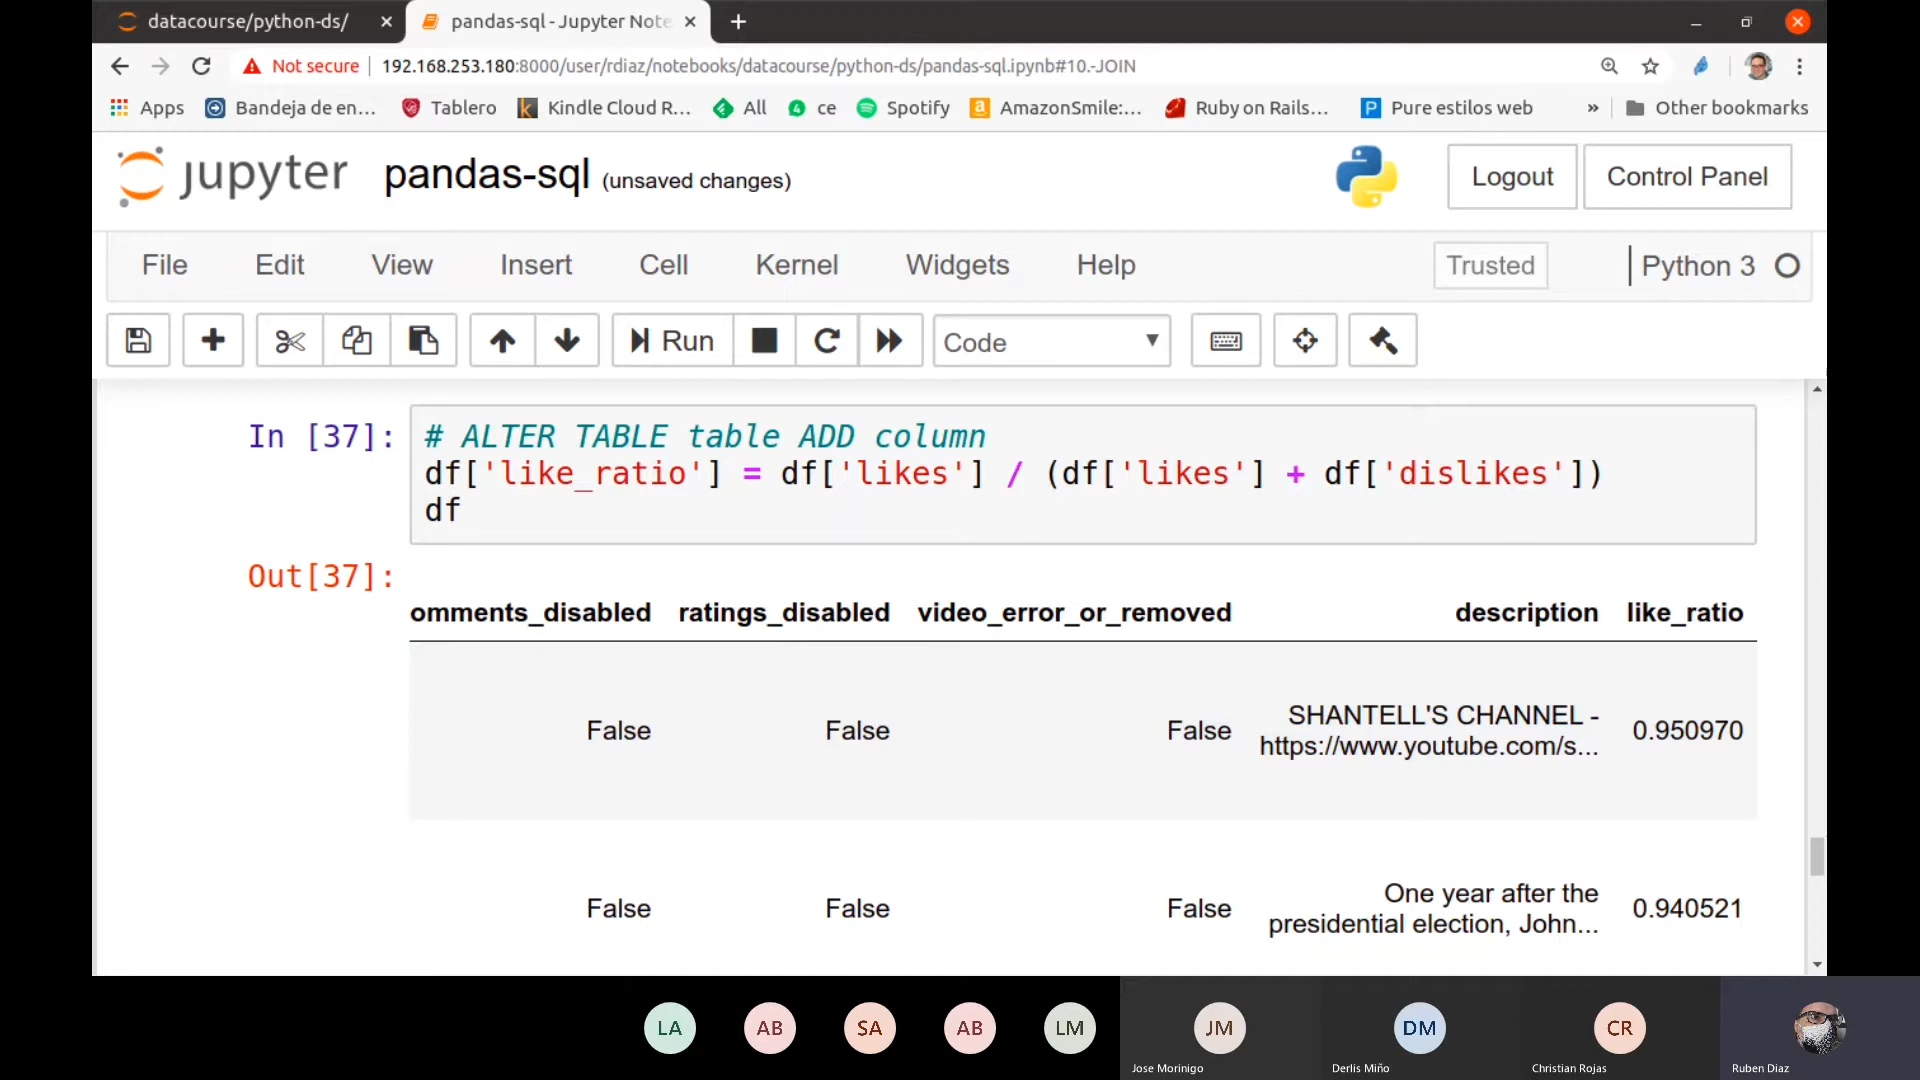 datacourse/python-ds/
pandas-sql - Jupyter Note
Not secure
192.168.253.180:8000/user/rdiaz/notebooks/datacourse/python-ds/pandas-sql.ipynb#10.-JOIN
Apps
Bandeja de en...
Tablero
Kindle Cloud R...
All
ce
Spotify
AmazonSmile:...
Ruby on Rails...
Pure estilos web
»
Other bookmarks
jupyter
pandas-sql (unsaved changes)
Logout
Control Panel
File
Edit
View
Insert
Cell
Kernel
Widgets
Help
Trusted
Python 3
Run
Code
In [37]:
# ALTER TABLE table ADD column
df['like_ratio'] = df['likes'] / (df['likes'] + df['dislikes'])
df
Out[37]:
omments_disabled ratings_disabled video_error_or_removed description like_ratio
False False False SHANTELL'S CHANNEL - https://www.youtube.com/s... 0.950970
False False False One year after the presidential election, John... 0.940521
LA
AB
SA
AB
LM
JM
Jose Morinigo
DM
Derlis Miño
CR
Christian Rojas
Ruben Diaz